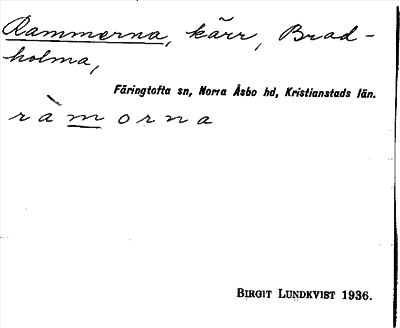 Rammerna, kärr, Brad-
holma,
Färingtofta sn, Norra Åsbo hd, Kristianstads län.
ràmorna
BIRGIT LUNDKVIST 1936.